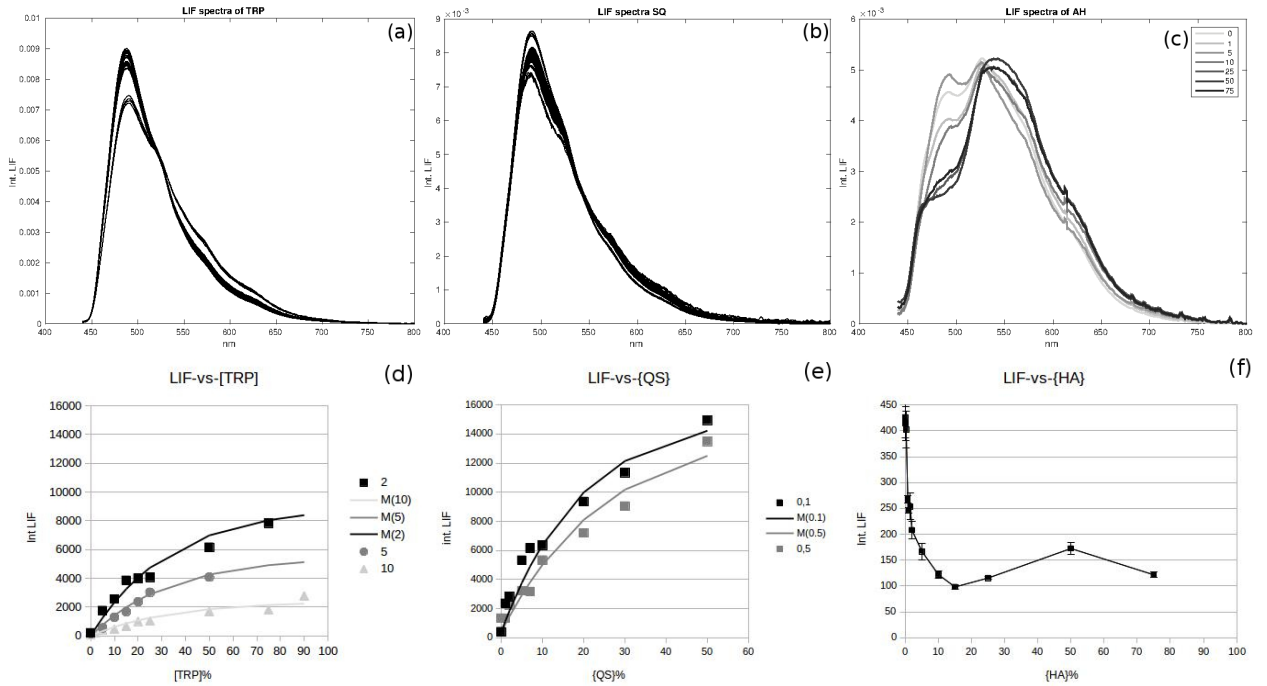 LIF spectra of TRP
(a)
0.01
0.009
0.008
0.007
0.006
0.005
0.004
0.003
0.002
0.001
0
Int. LIF
400 450 500 550 600 650 700 750 800
nm
LIF spectra SQ
(b)
×10⁻³
9
8
7
6
5
4
3
2
1
0
Int. LIF
400 450 500 550 600 650 700 750 800
nm
LIF spectra of AH
(c)
×10⁻³
6
5
4
3
2
1
0
Int. LIF
400 450 500 550 600 650 700 750 800
nm
0
1
5
10
25
50
75
LIF-vs-[TRP]
(d)
16000
14000
12000
10000
8000
6000
4000
2000
0
Int LIF
0 10 20 30 40 50 60 70 80 90 100
[TRP]%
2
M(10)
M(5)
M(2)
5
10
LIF-vs-{QS}
(e)
16000
14000
12000
10000
8000
6000
4000
2000
0
int. LIF
0 10 20 30 40 50 60
{QS}%
0,1
M(0.1)
M(0.5)
0,5
LIF-vs-{HA}
(f)
450
400
350
300
250
200
150
100
50
0
Int. LIF
0 10 20 30 40 50 60 70 80 90 100
{HA}%